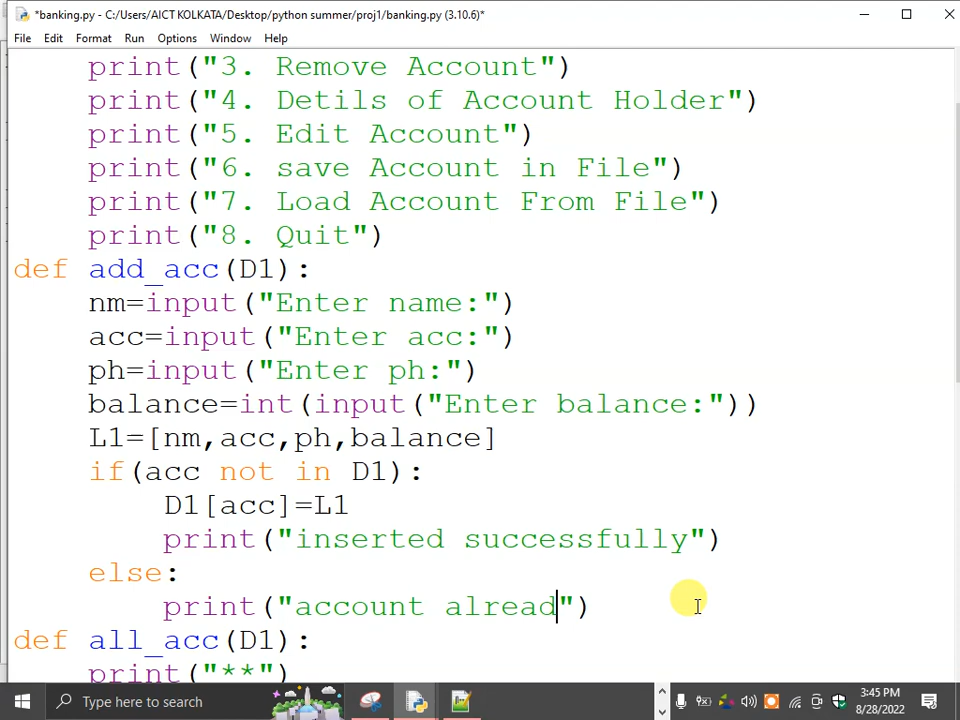 *banking.py - C:/Users/AICT KOLKATA/Desktop/python summer/proj1/banking.py (3.10.6)*
File Edit Format Run Options Window Help
print("3. Remove Account")
print("4. Detils of Account Holder")
print("5. Edit Account")
print("6. save Account in File")
print("7. Load Account From File")
print("8. Quit")
def add_acc(D1):
nm=input("Enter name:")
acc=input("Enter acc:")
ph=input("Enter ph:")
balance=int(input("Enter balance:"))
L1=[nm,acc,ph,balance]
if(acc not in D1):
D1[acc]=L1
print("inserted successfully")
else:
print("account alread")
def all_acc(D1):
print("**")
Type here to search
3:45 PM
8/28/2022